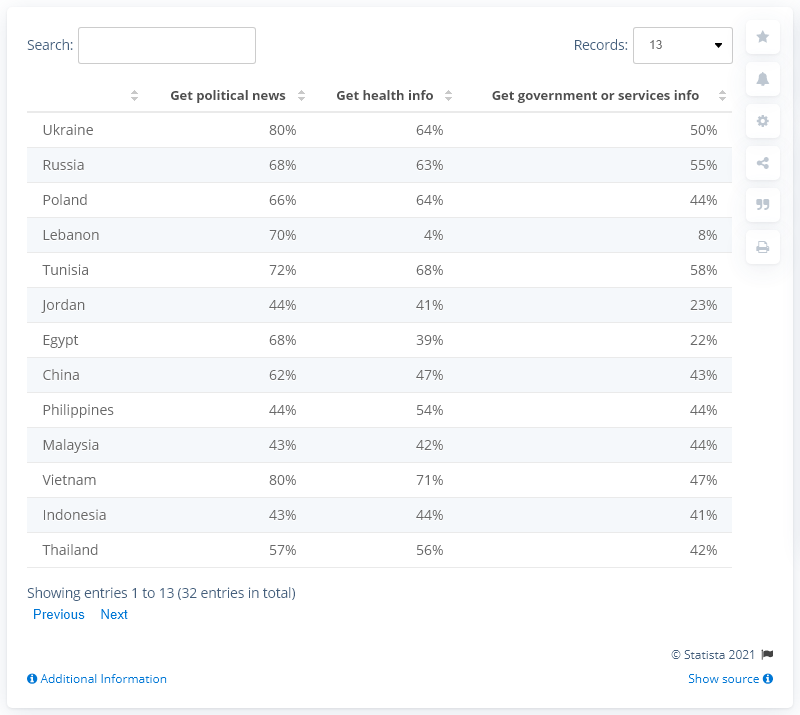 Search:
Records: 13
Get political news Get health info Get government or services info
Ukraine 80% 64% 50%
Russia 68% 63% 55%
Poland 66% 64% 44%
Lebanon 70% 4% 8%
Tunisia 72% 68% 58%
Jordan 44% 41% 23%
Egypt 68% 39% 22%
China 62% 47% 43%
Philippines 44% 54% 44%
Malaysia 43% 42% 44%
Vietnam 80% 71% 47%
Indonesia 43% 44% 41%
Thailand 57% 56% 42%
Showing entries 1 to 13 (32 entries in total)
Previous Next
© Statista 2021
Additional Information
Show source